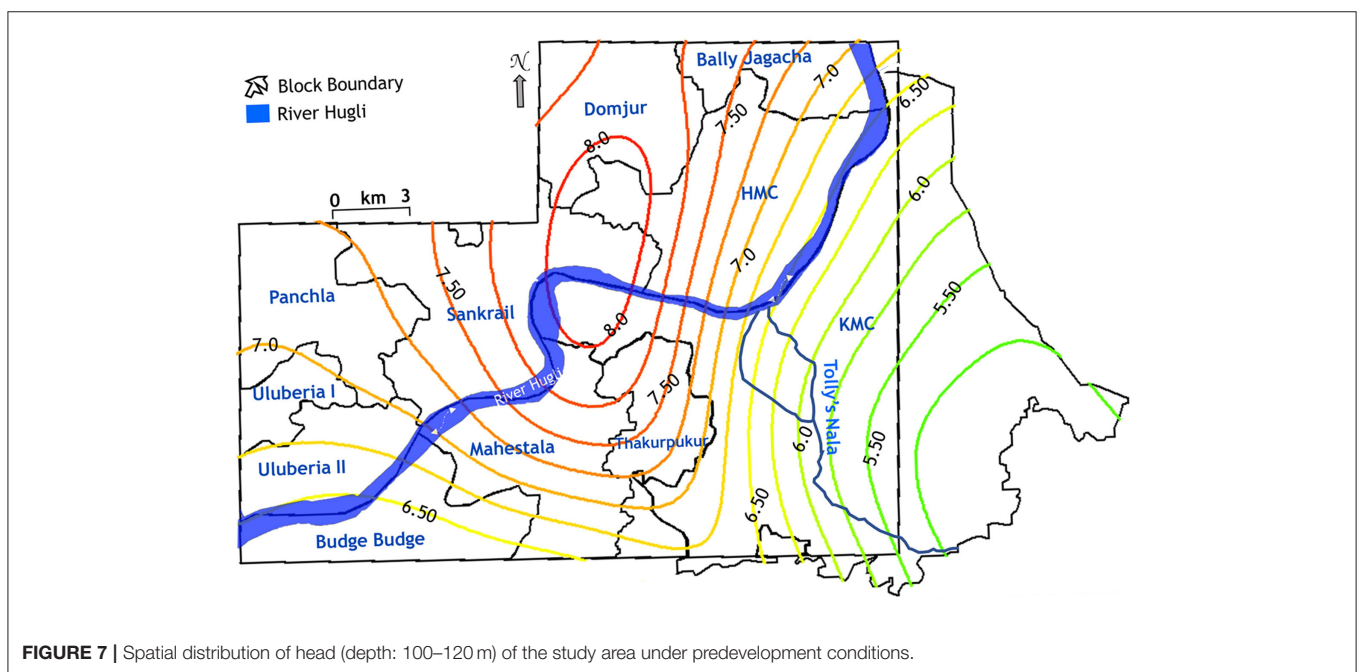 N
Block Boundary
River Hugli
0 km 3
Bally Jagacha
7.0
6.50
Domjur
7.50
8.0
6.0
HMC
7.0
7.50
Panchla
Sankrail
5.50
8.0
KMC
7.0
Uluberia I
River Hugli
7.50
Tolly's Nala
Mahestala
Thakurpukur
6.0
5.50
Uluberia II
6.50
6.50
Budge Budge
FIGURE 7 | Spatial distribution of head (depth: 100–120 m) of the study area under predevelopment conditions.